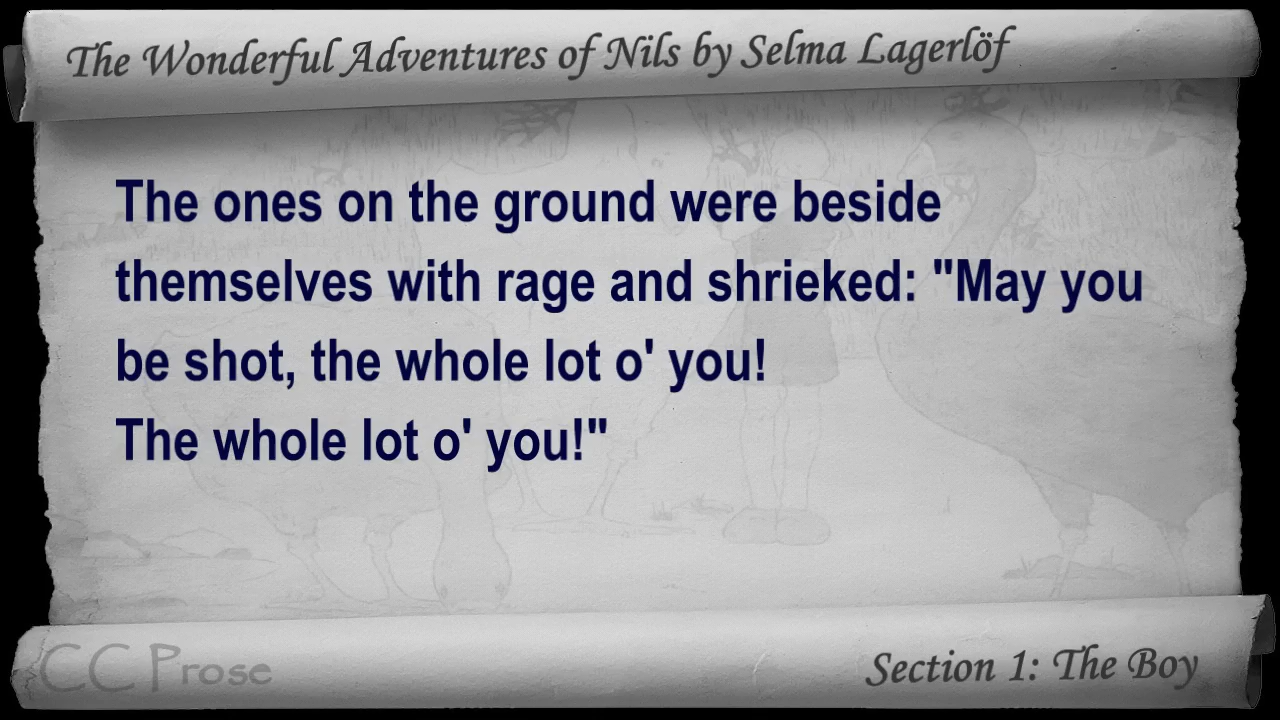 The Wonderful Adventures of Nils by Selma Lagerlöf
The ones on the ground were beside
themselves with rage and shrieked: "May you
be shot, the whole lot o' you!
The whole lot o' you!"
CC Prose
Section 1: The Boy